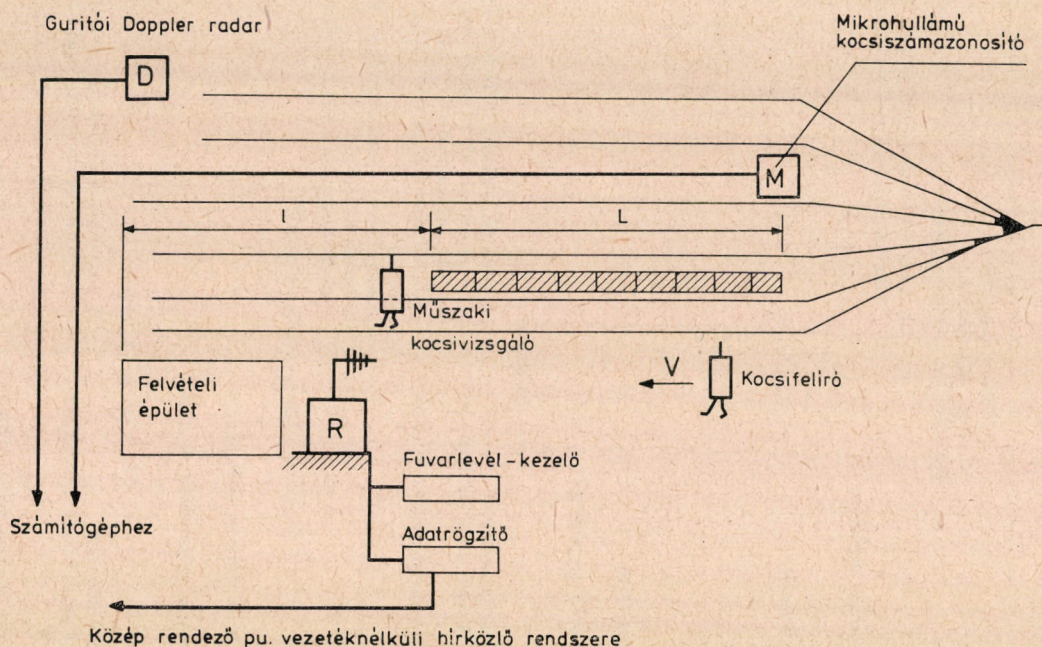 Guritói Doppler radar
Mikrohullámú
kocsiszámazonosító
D
M
l
L
Műszaki
kocsivizsgáló
V
Kocsifelíró
Felvételi
épület
R
Fuvarlevél-kezelő
Számítógéphez
Adatrögzítő
Közép rendező pu. vezetéknélküli hírközlő rendszere